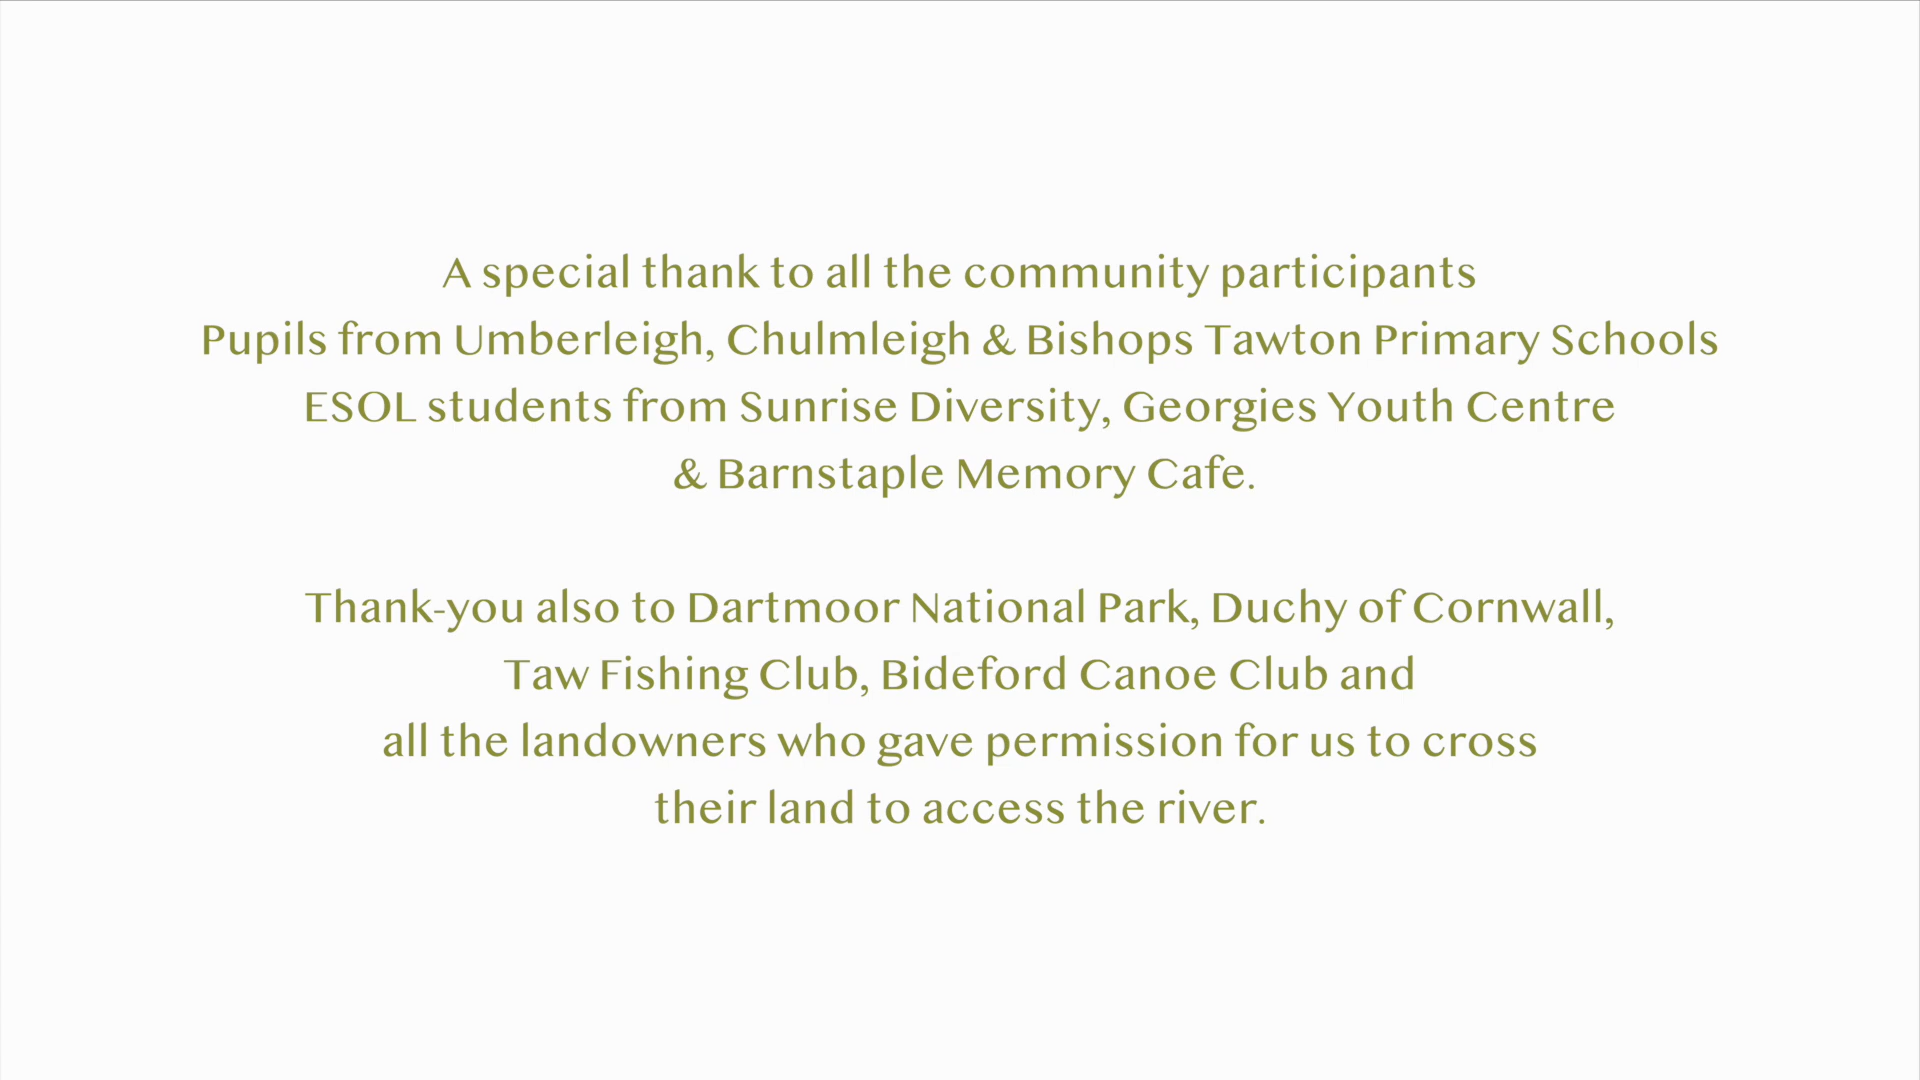 A special thank to all the community participants
Pupils from Umberleigh, Chulmleigh & Bishops Tawton Primary Schools
ESOL students from Sunrise Diversity, Georgies Youth Centre
& Barnstaple Memory Cafe.
Thank-you also to Dartmoor National Park, Duchy of Cornwall,
Taw Fishing Club, Bideford Canoe Club and
all the landowners who gave permission for us to cross
their land to access the river.